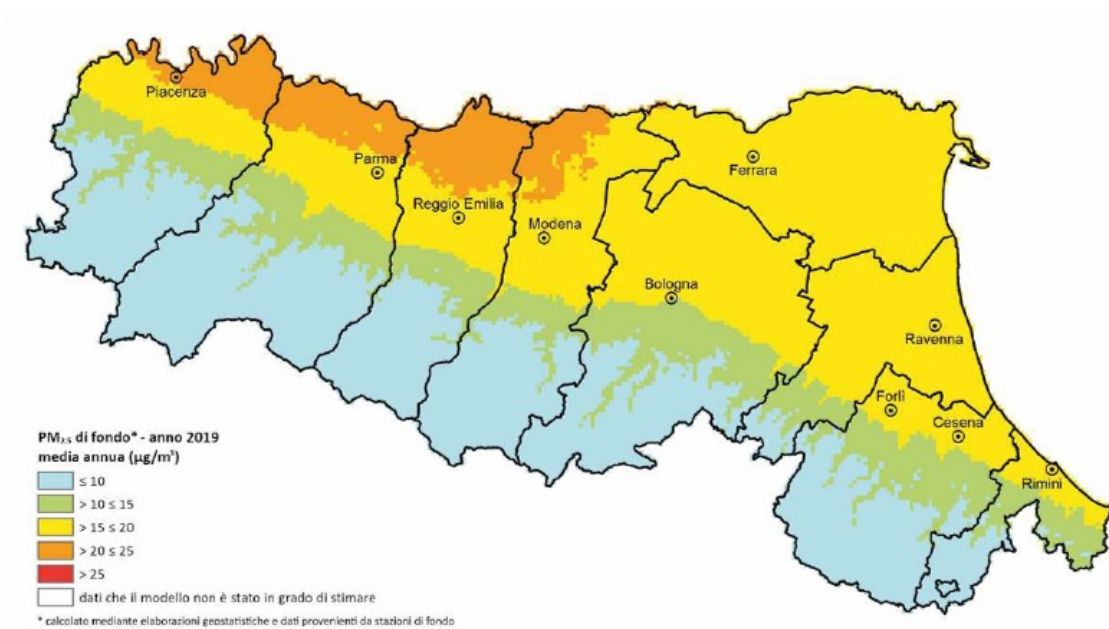 Piacenza
Parma
Reggio Emilia
Modena
Ferrara
Bologna
Ravenna
Forlì
Cesena
Rimini
PM₂.₅ di fondo* - anno 2019
media annua (µg/m³)
≤ 10
> 10 ≤ 15
> 15 ≤ 20
> 20 ≤ 25
> 25
dati che il modello non è stato in grado di stimare
* calcolato mediante elaborazioni geostatistiche e dati provenienti da stazioni di fondo